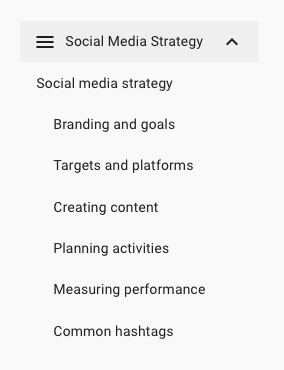 Social Media Strategy
Social media strategy
Branding and goals
Targets and platforms
Creating content
Planning activities
Measuring performance
Common hashtags